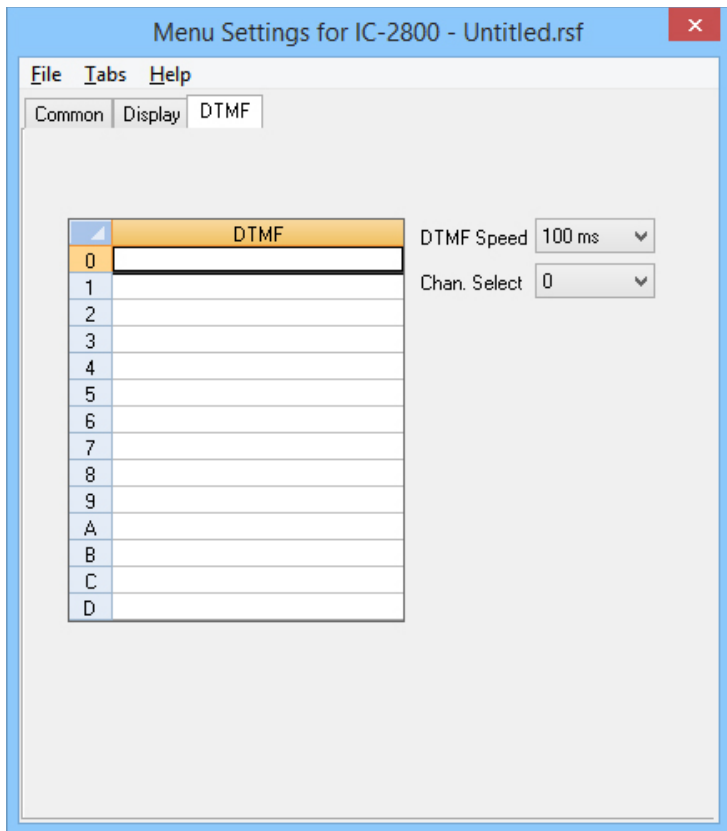 Menu Settings for IC-2800 - Untitled.rsf
File Tabs Help
Common Display DTMF
DTMF
0
1
2
3
4
5
6
7
8
9
A
B
C
D
DTMF Speed 100 ms
Chan. Select 0